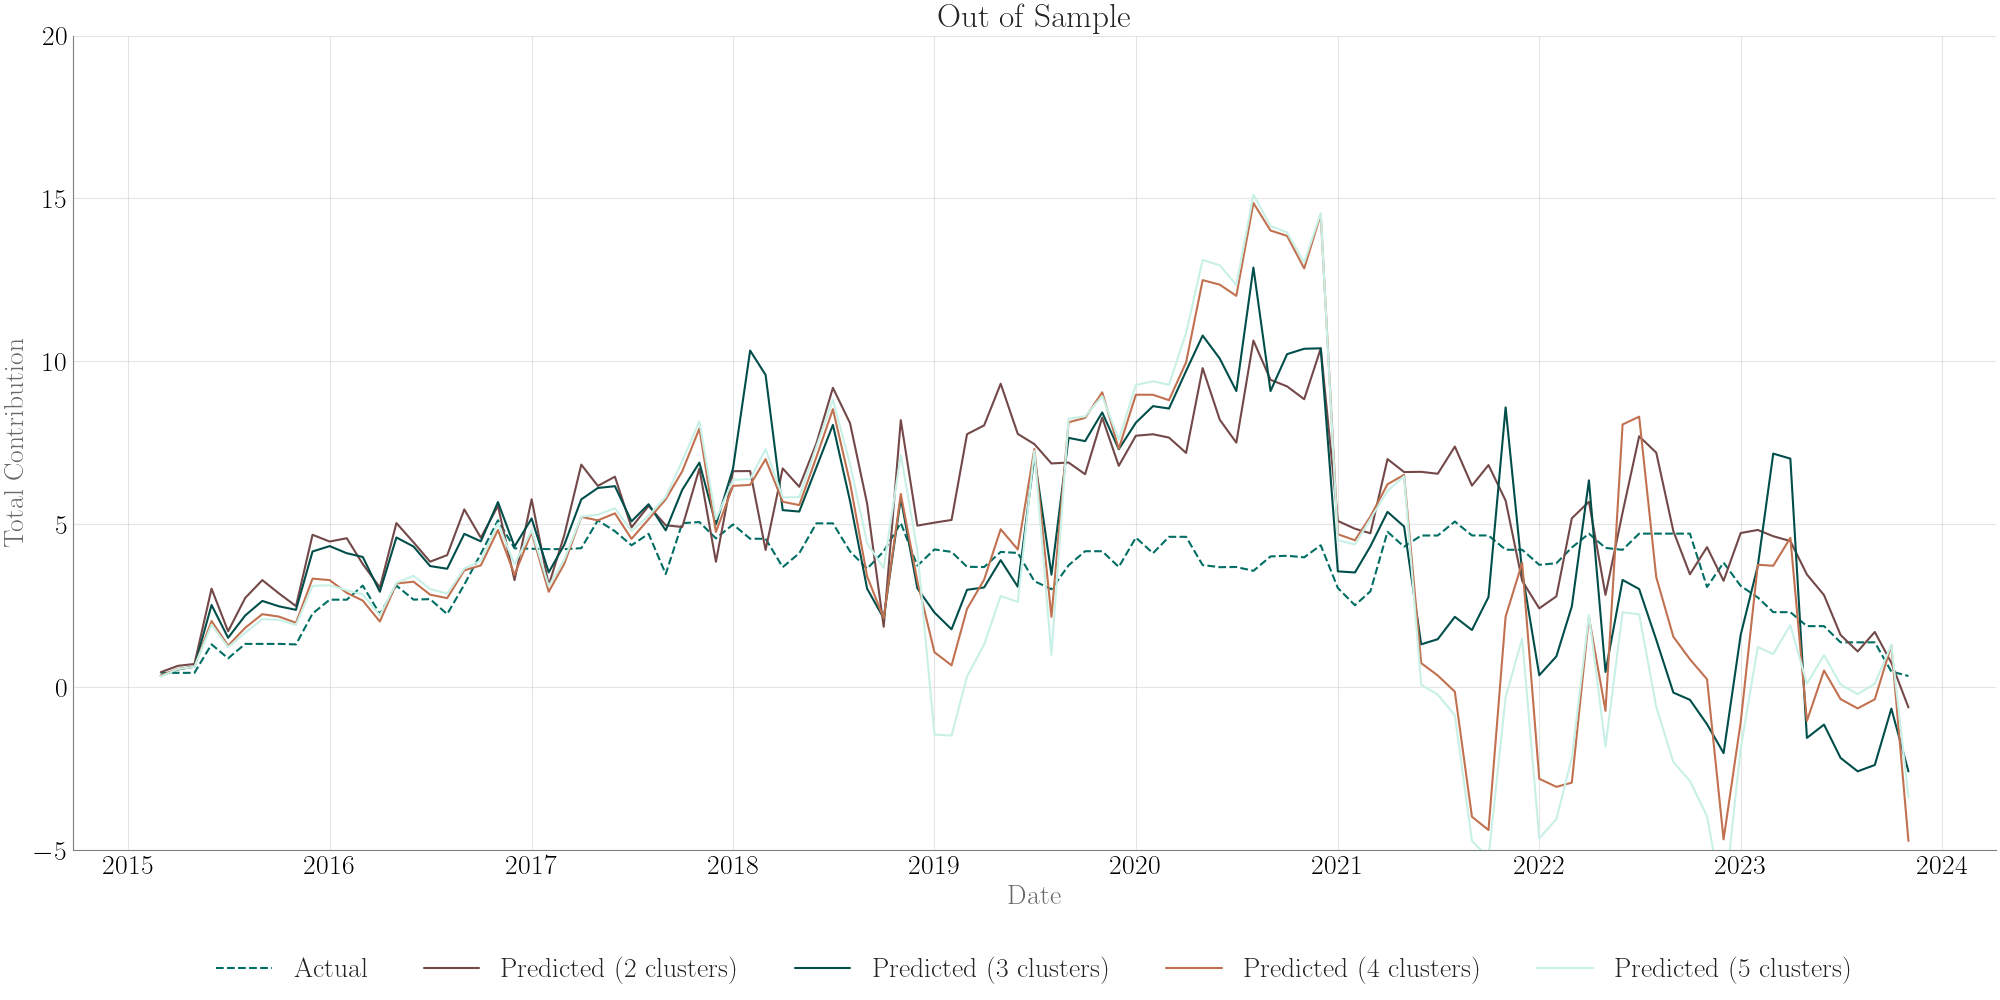 Out of Sample
Total Contribution
20
15
10
5
0
−5
2015 2016 2017 2018 2019 2020 2021 2022 2023 2024
Date
Actual Predicted (2 clusters) Predicted (3 clusters) Predicted (4 clusters) Predicted (5 clusters)